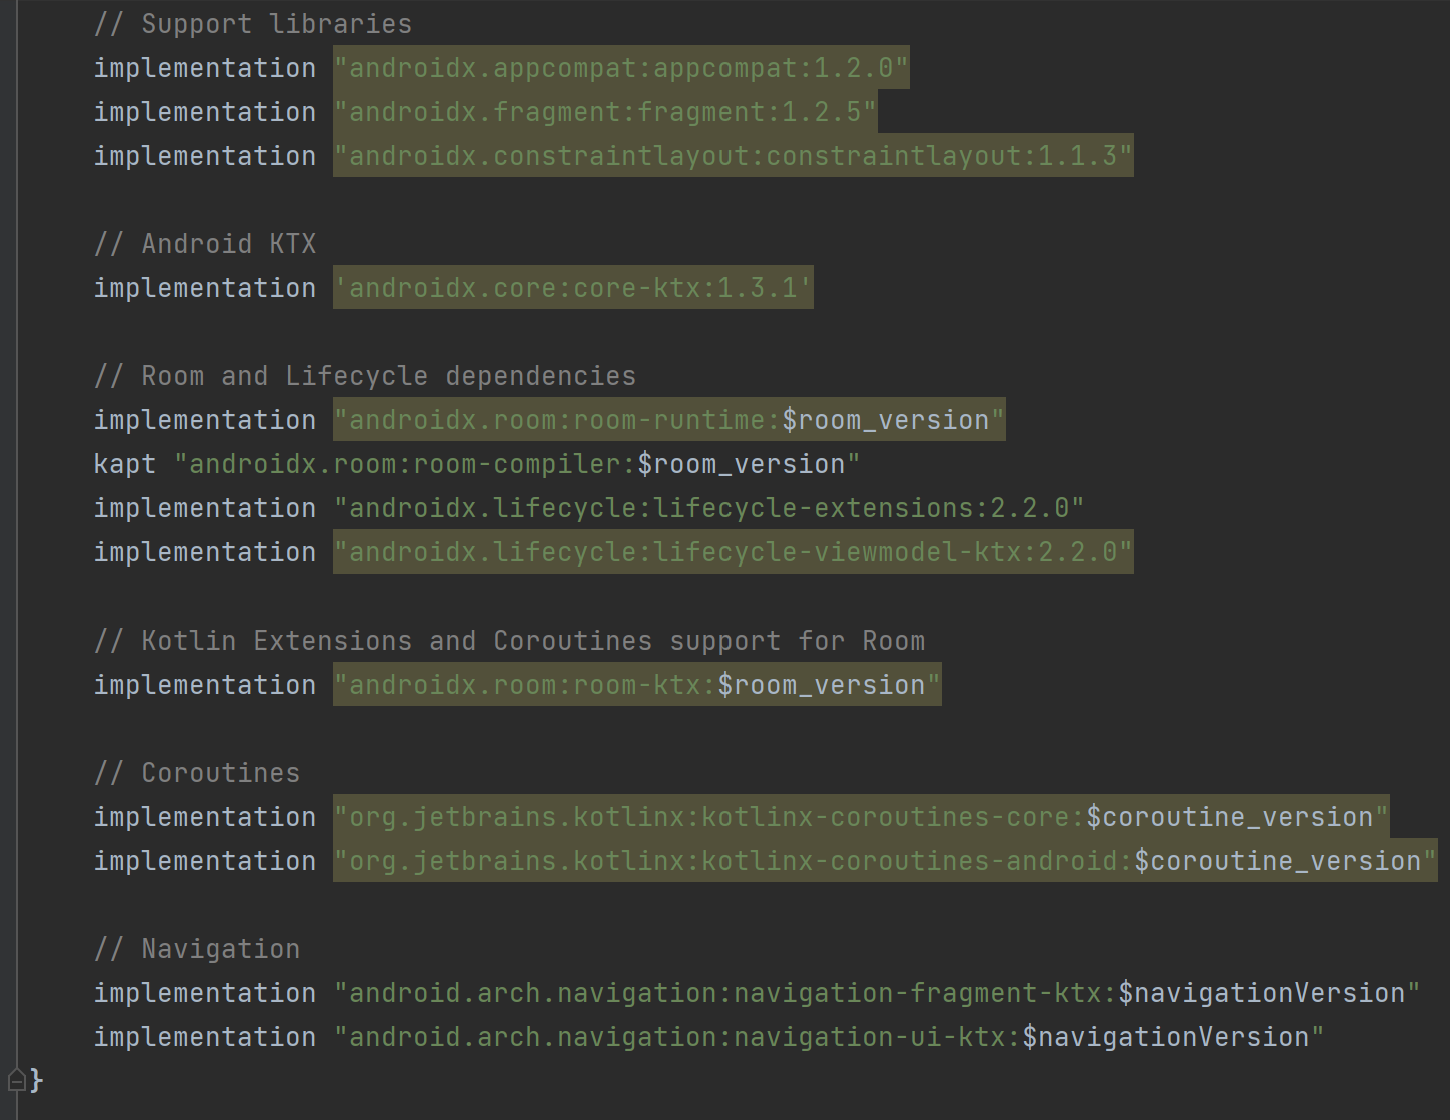 // Support libraries
implementation "androidx.appcompat:appcompat:1.2.0"
implementation "androidx.fragment:fragment:1.2.5"
implementation "androidx.constraintlayout:constraintlayout:1.1.3"
// Android KTX
implementation 'androidx.core:core-ktx:1.3.1'
// Room and Lifecycle dependencies
implementation "androidx.room:room-runtime:$room_version"
kapt "androidx.room:room-compiler:$room_version"
implementation "androidx.lifecycle:lifecycle-extensions:2.2.0"
implementation "androidx.lifecycle:lifecycle-viewmodel-ktx:2.2.0"
// Kotlin Extensions and Coroutines support for Room
implementation "androidx.room:room-ktx:$room_version"
// Coroutines
implementation "org.jetbrains.kotlinx:kotlinx-coroutines-core:$coroutine_version"
implementation "org.jetbrains.kotlinx:kotlinx-coroutines-android:$coroutine_version"
// Navigation
implementation "android.arch.navigation:navigation-fragment-ktx:$navigationVersion"
implementation "android.arch.navigation:navigation-ui-ktx:$navigationVersion"
}